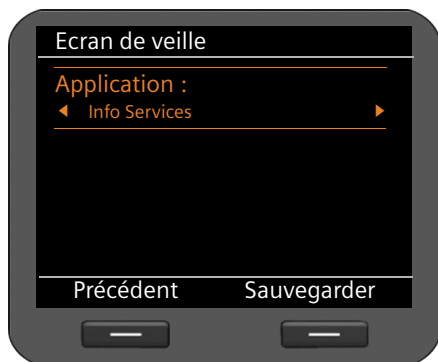 Ecran de veille
Application :
Info Services
Précédent Sauvegarder